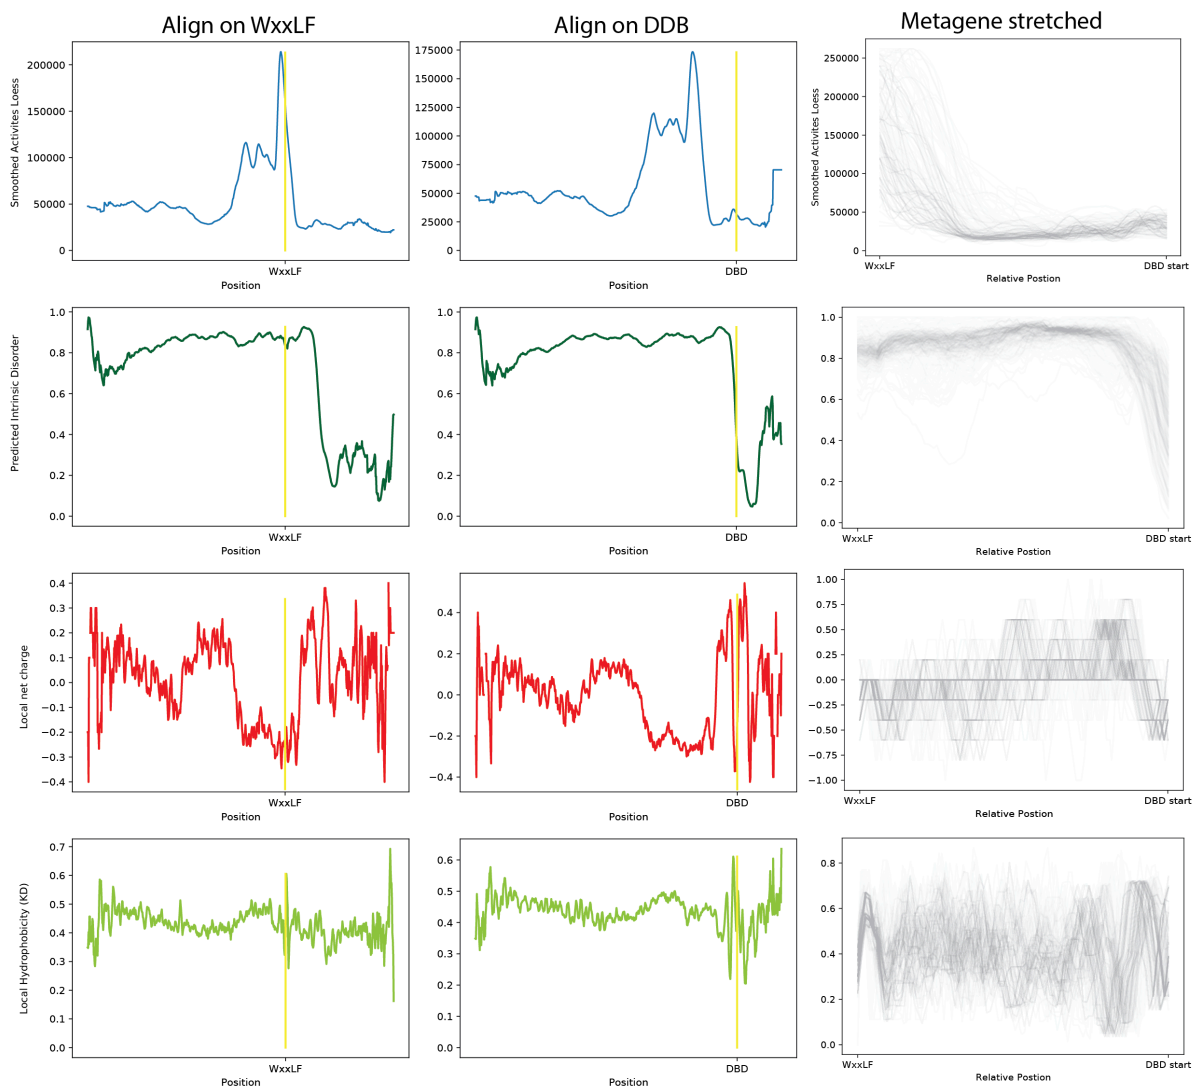 Align on WxxLF
Align on DDB
Metagene stretched
Smoothed Activites Loess
200000
150000
100000
50000
0
WxxLF
Position
175000
150000
125000
100000
75000
50000
25000
0
DBD
Position
Smoothed Activites Loess
250000
200000
150000
100000
50000
0
WxxLF
DBD start
Relative Postion
Predicted Intrinsic Disorder
1.0
0.8
0.6
0.4
0.2
0.0
WxxLF
Position
1.0
0.8
0.6
0.4
0.2
0.0
DBD
Position
1.0
0.8
0.6
0.4
0.2
0.0
WxxLF
DBD start
Relative Postion
Local net charge
0.4
0.3
0.2
0.1
0.0
−0.1
−0.2
−0.3
−0.4
WxxLF
Position
0.4
0.2
0.0
−0.2
−0.4
DBD
Position
1.00
0.75
0.50
0.25
0.00
−0.25
−0.50
−0.75
−1.00
WxxLF
DBD start
Relative Postion
Local Hydrophobicity (KD)
0.7
0.6
0.5
0.4
0.3
0.2
0.1
0.0
WxxLF
Position
0.6
0.5
0.4
0.3
0.2
0.1
0.0
DBD
Position
0.8
0.6
0.4
0.2
0.0
WxxLF
DBD start
Relative Postion